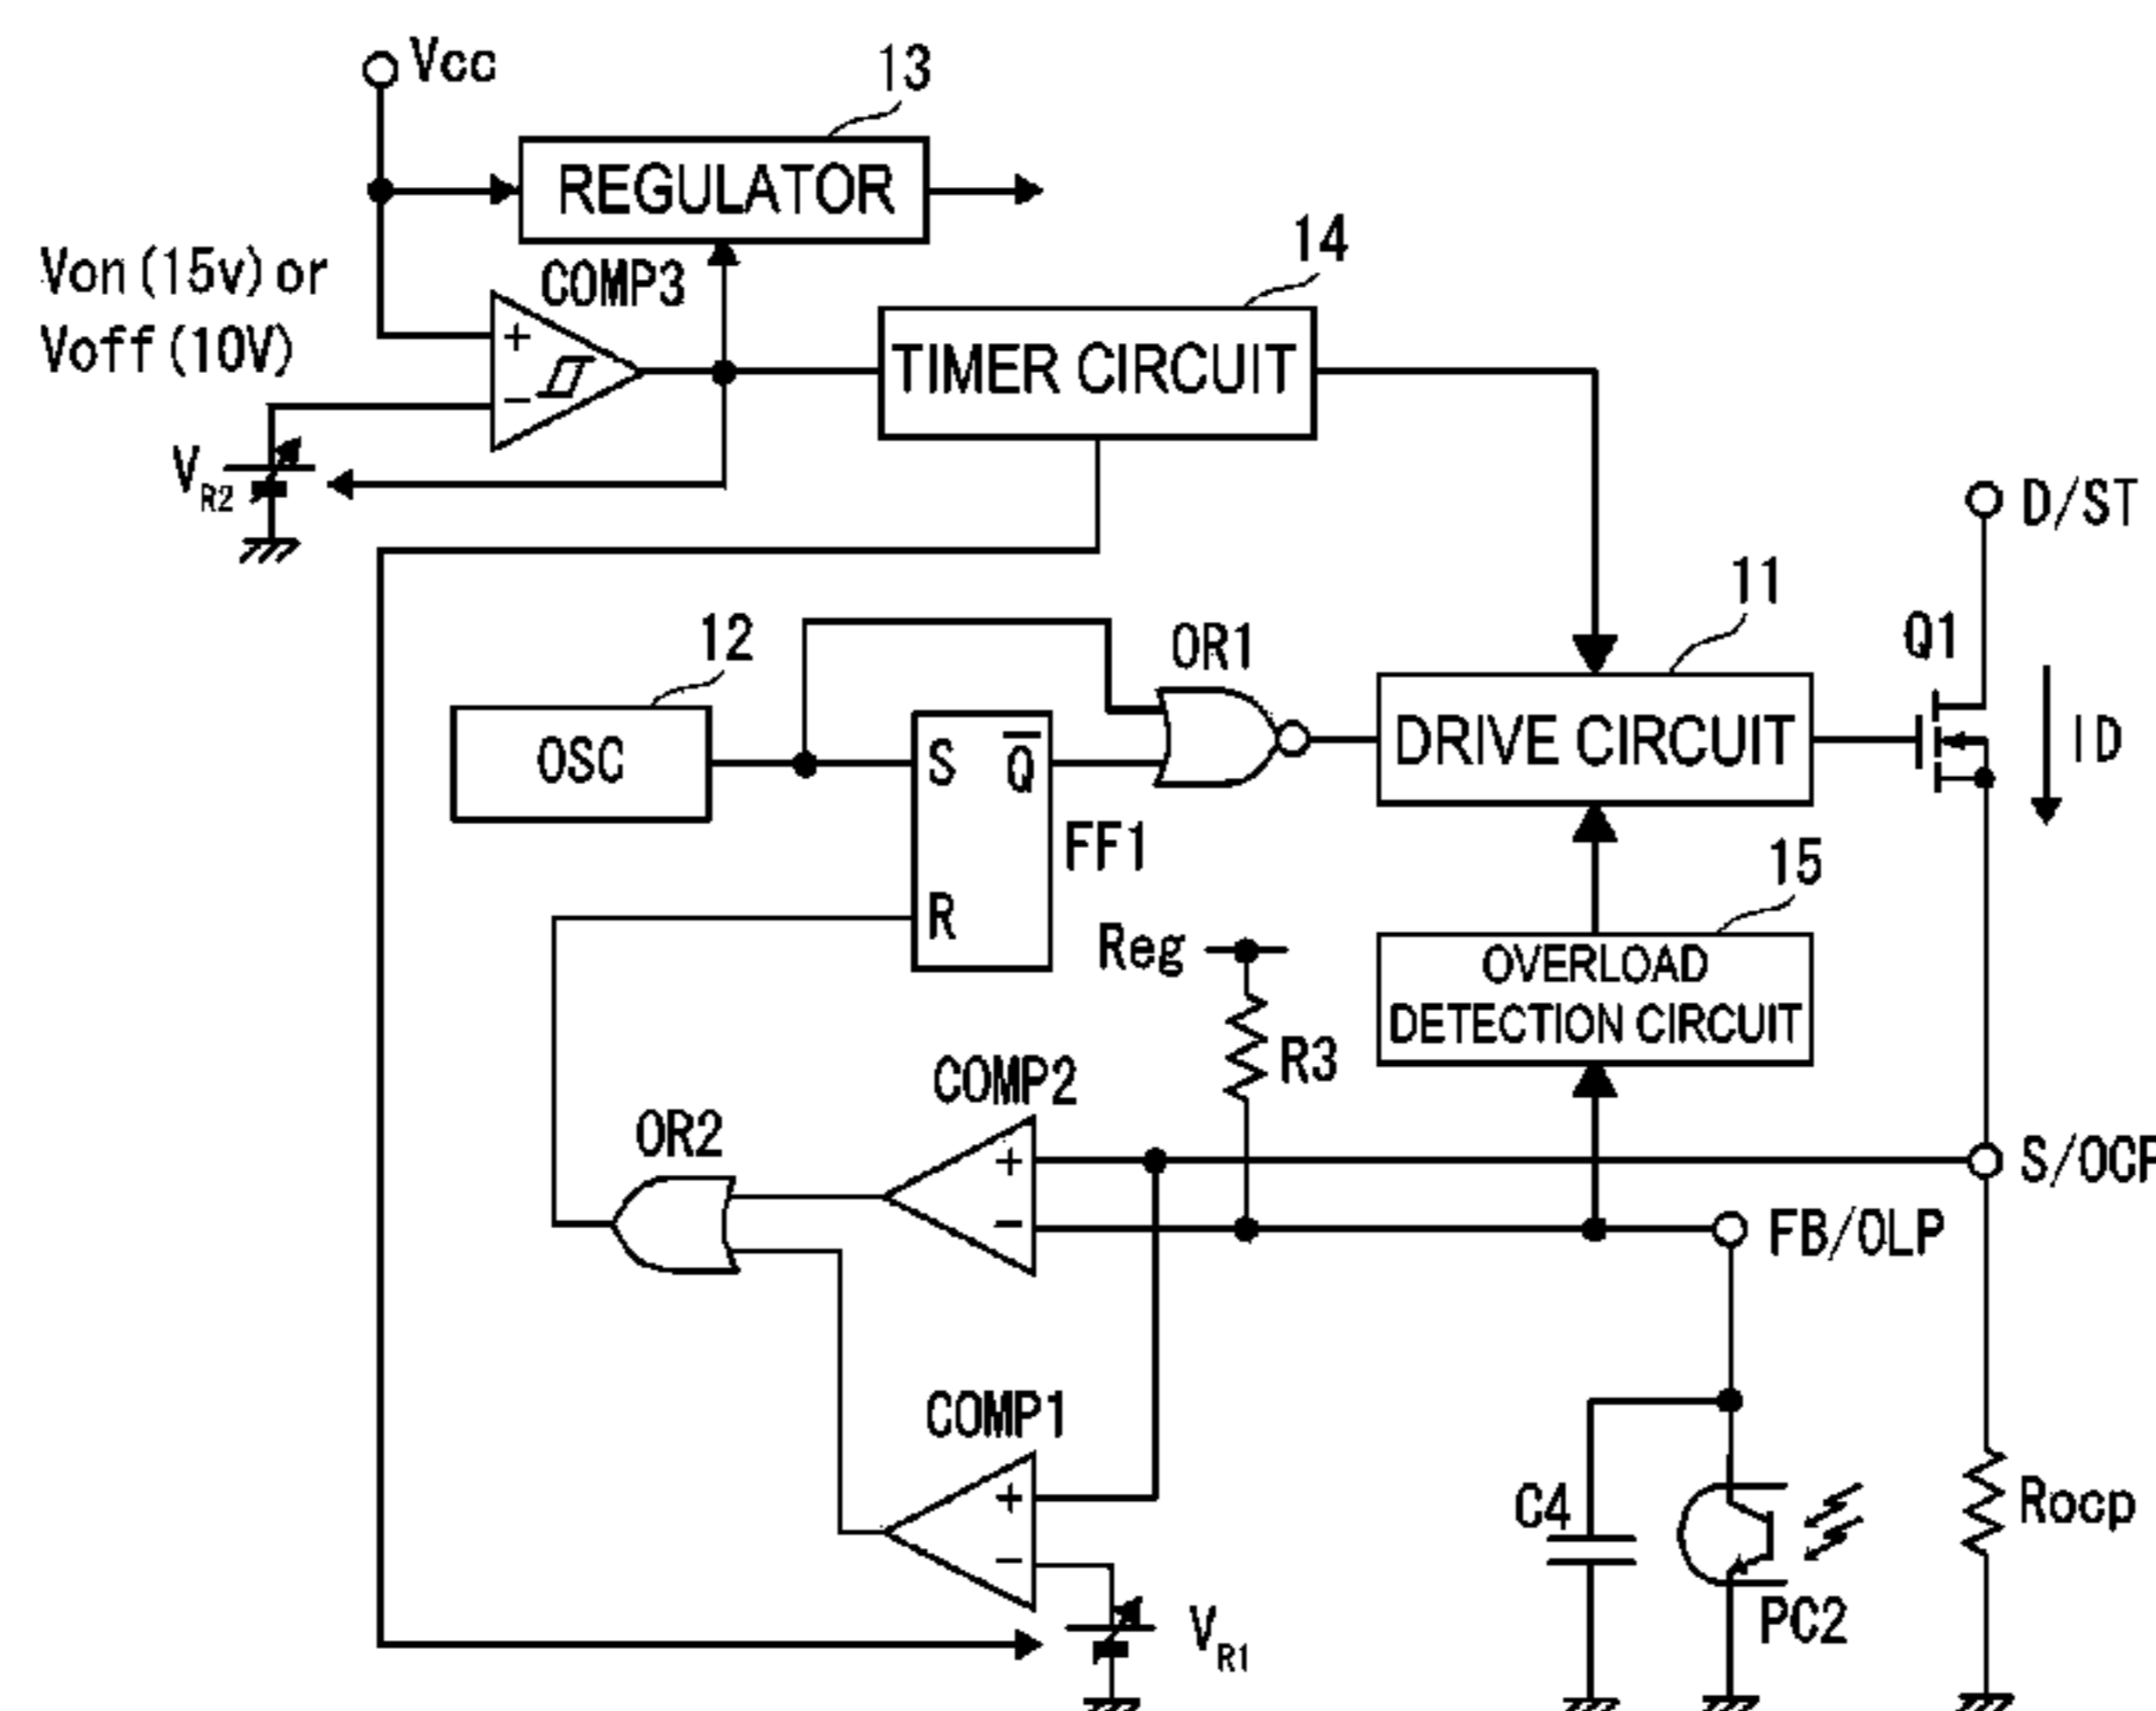 Vcc
13
REGULATOR
Von(15v)or
Voff(10V)
COMP3
+
−
14
TIMER CIRCUIT
VR2
D/ST
12
OSC
OR1
11
DRIVE CIRCUIT
Q1
ID
S
Q
R
FF1
15
OVERLOAD
DETECTION CIRCUIT
Reg
R3
COMP2
+
−
OR2
S/OCP
FB/OLP
COMP1
+
−
VR1
C4
PC2
Rocp